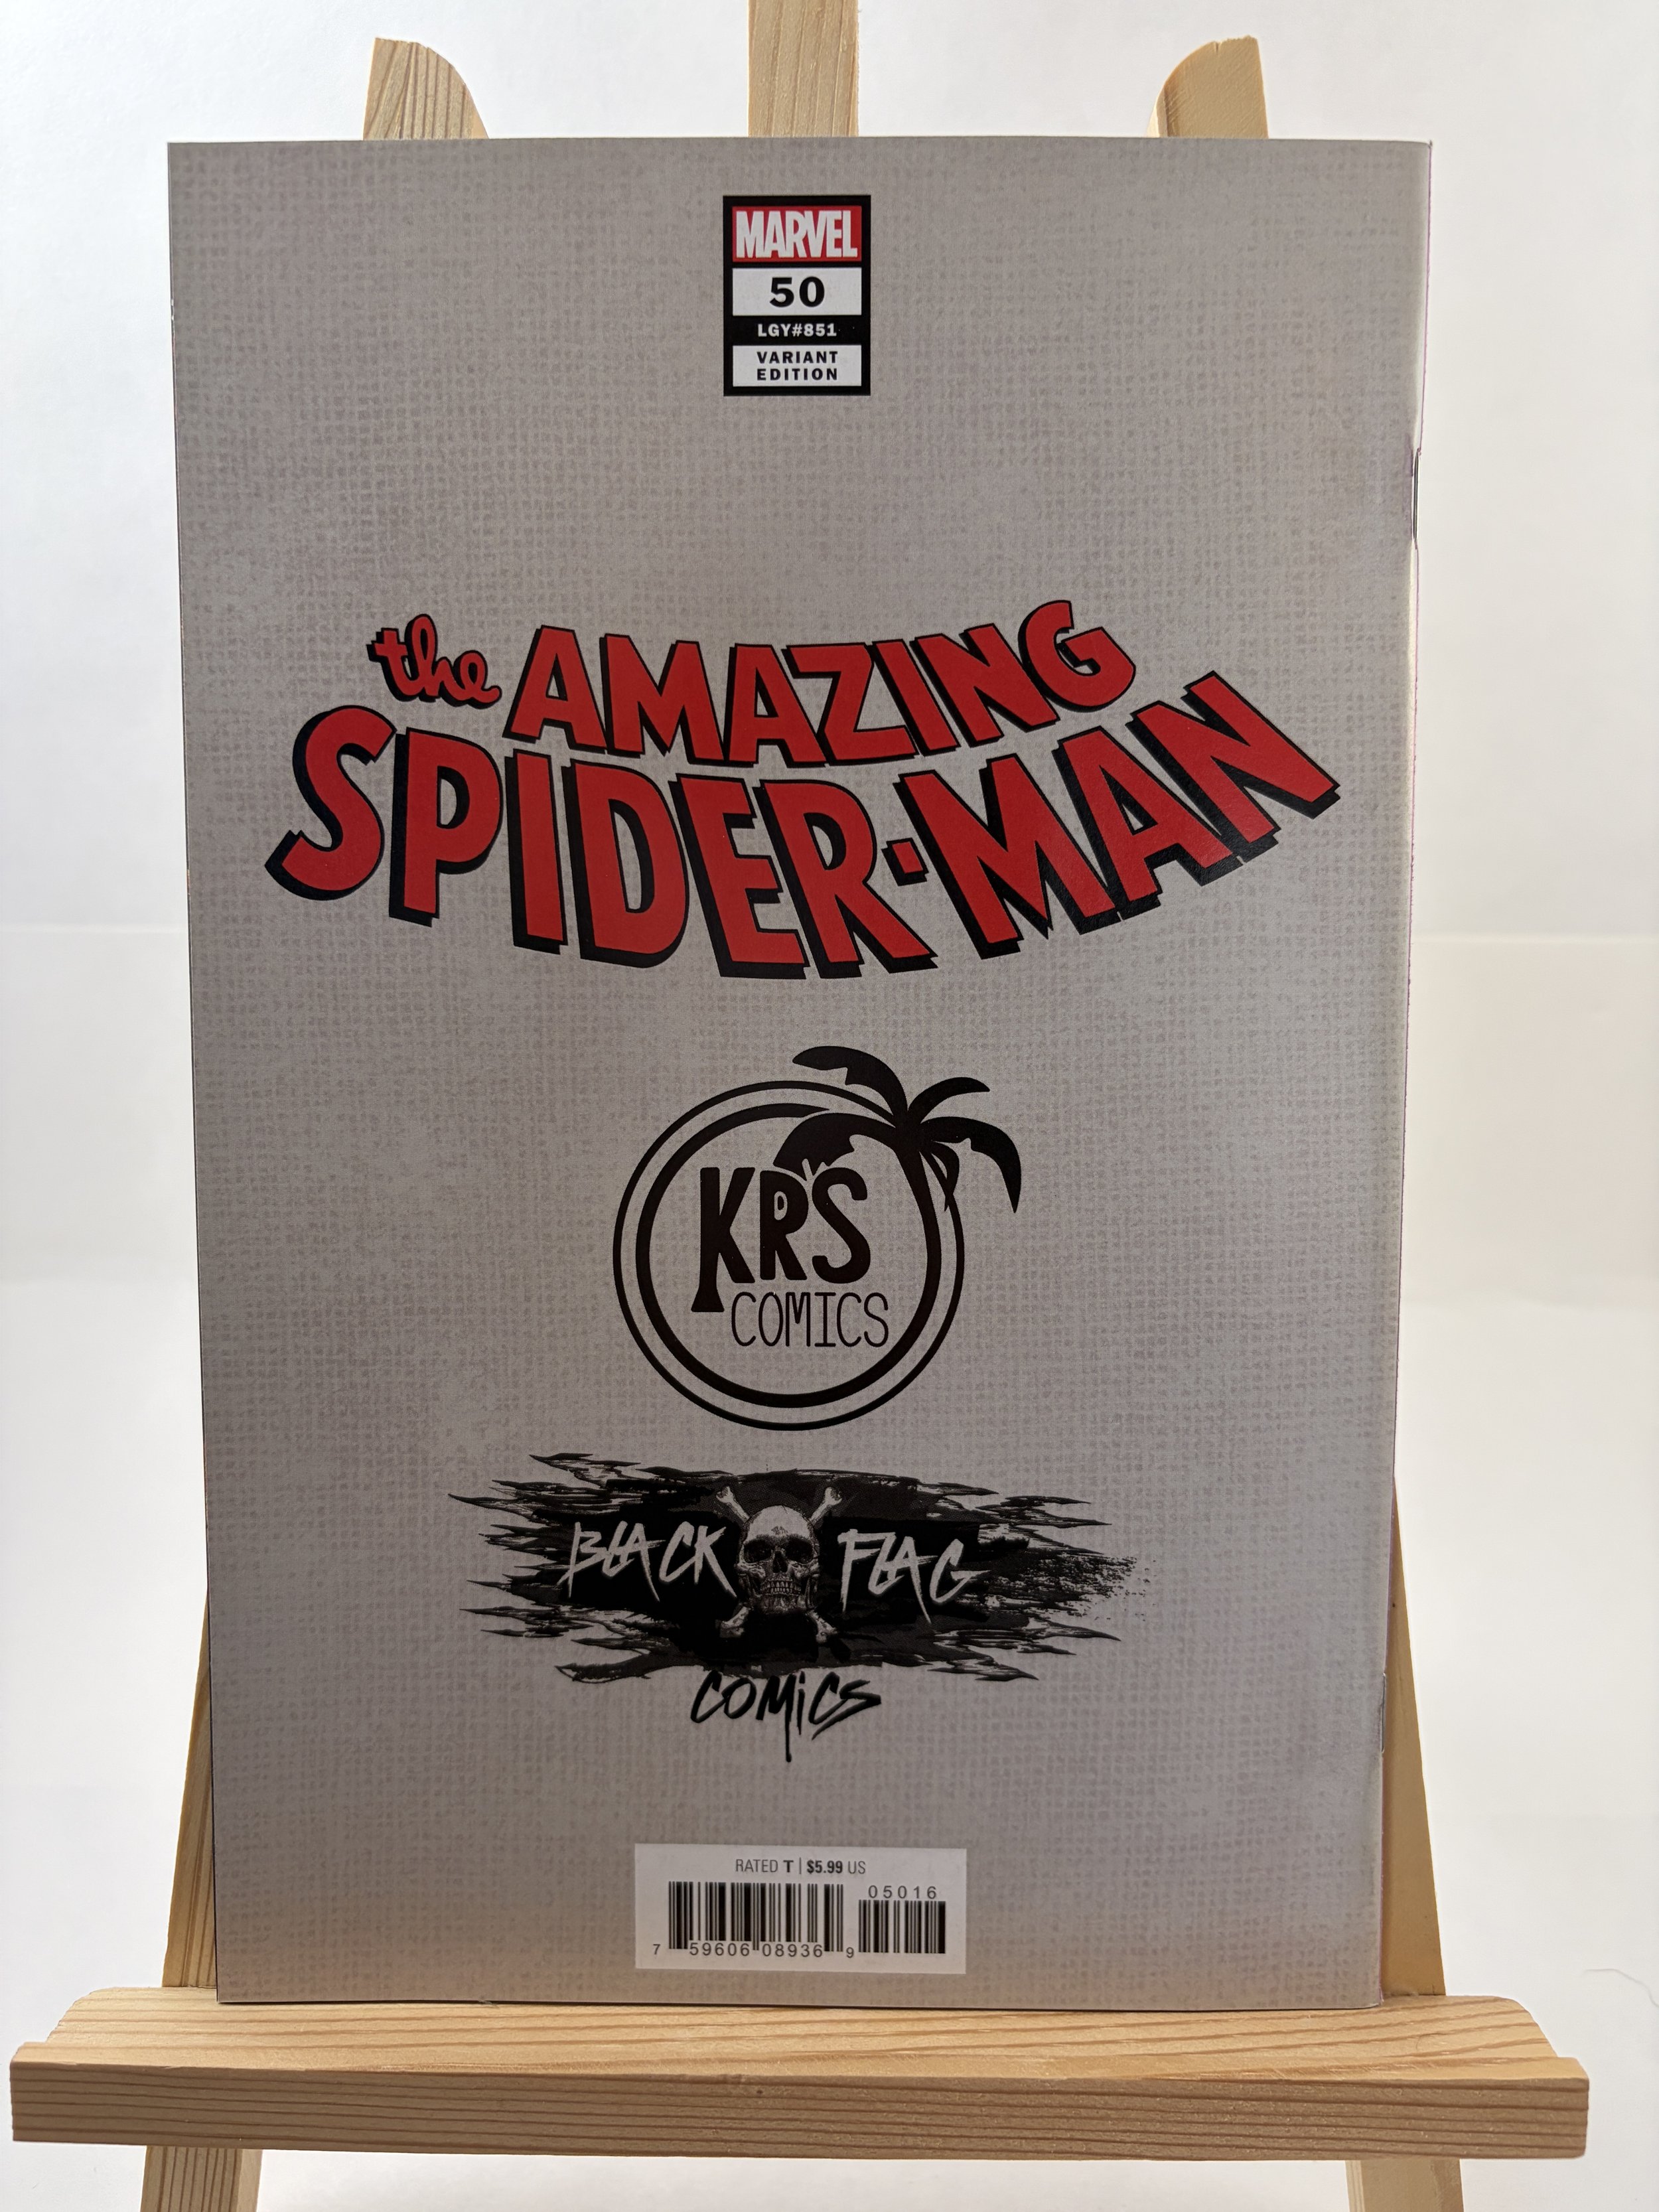 MARVEL
50
LGY#851
VARIANT
EDITION
the AMAZING
SPIDER-MAN
KRS
COMICS
BLACK FLAG
COMiCS
RATED T | $5.99 US
05016
7 59606 08936 9